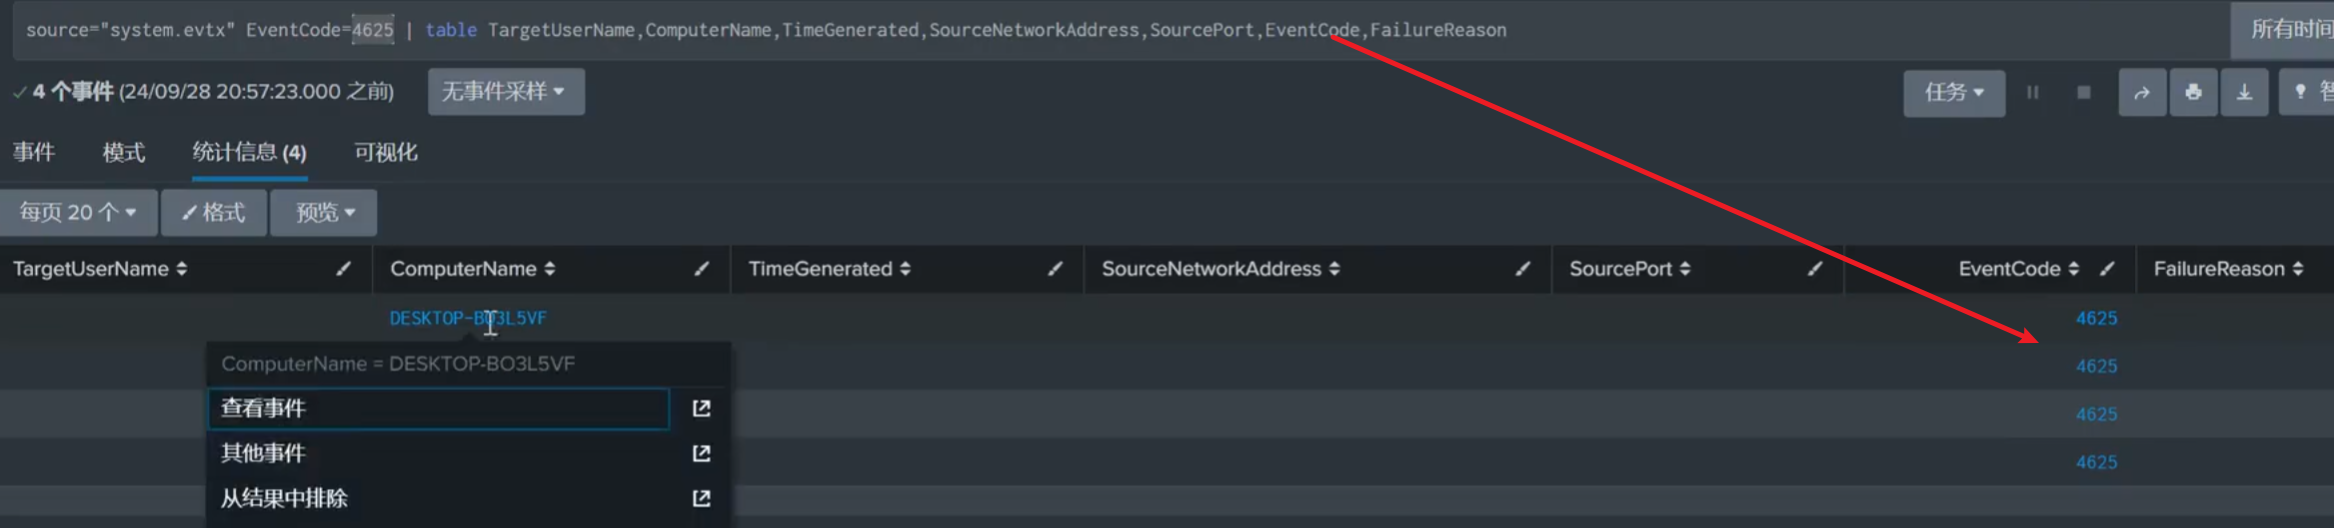 source="system.evtx" EventCode=4625 | table TargetUserName,ComputerName,TimeGenerated,SourceNetworkAddress,SourcePort,EventCode,FailureReason
所有时间
4 个事件 (24/09/28 20:57:23.000 之前)
无事件采样
任务
智
事件 模式 统计信息 (4) 可视化
每页 20 个 格式 预览
TargetUserName ComputerName TimeGenerated SourceNetworkAddress SourcePort EventCode FailureReason
DESKTOP-BO3L5VF 4625
ComputerName = DESKTOP-BO3L5VF
4625
查看事件
4625
其他事件
4625
从结果中排除